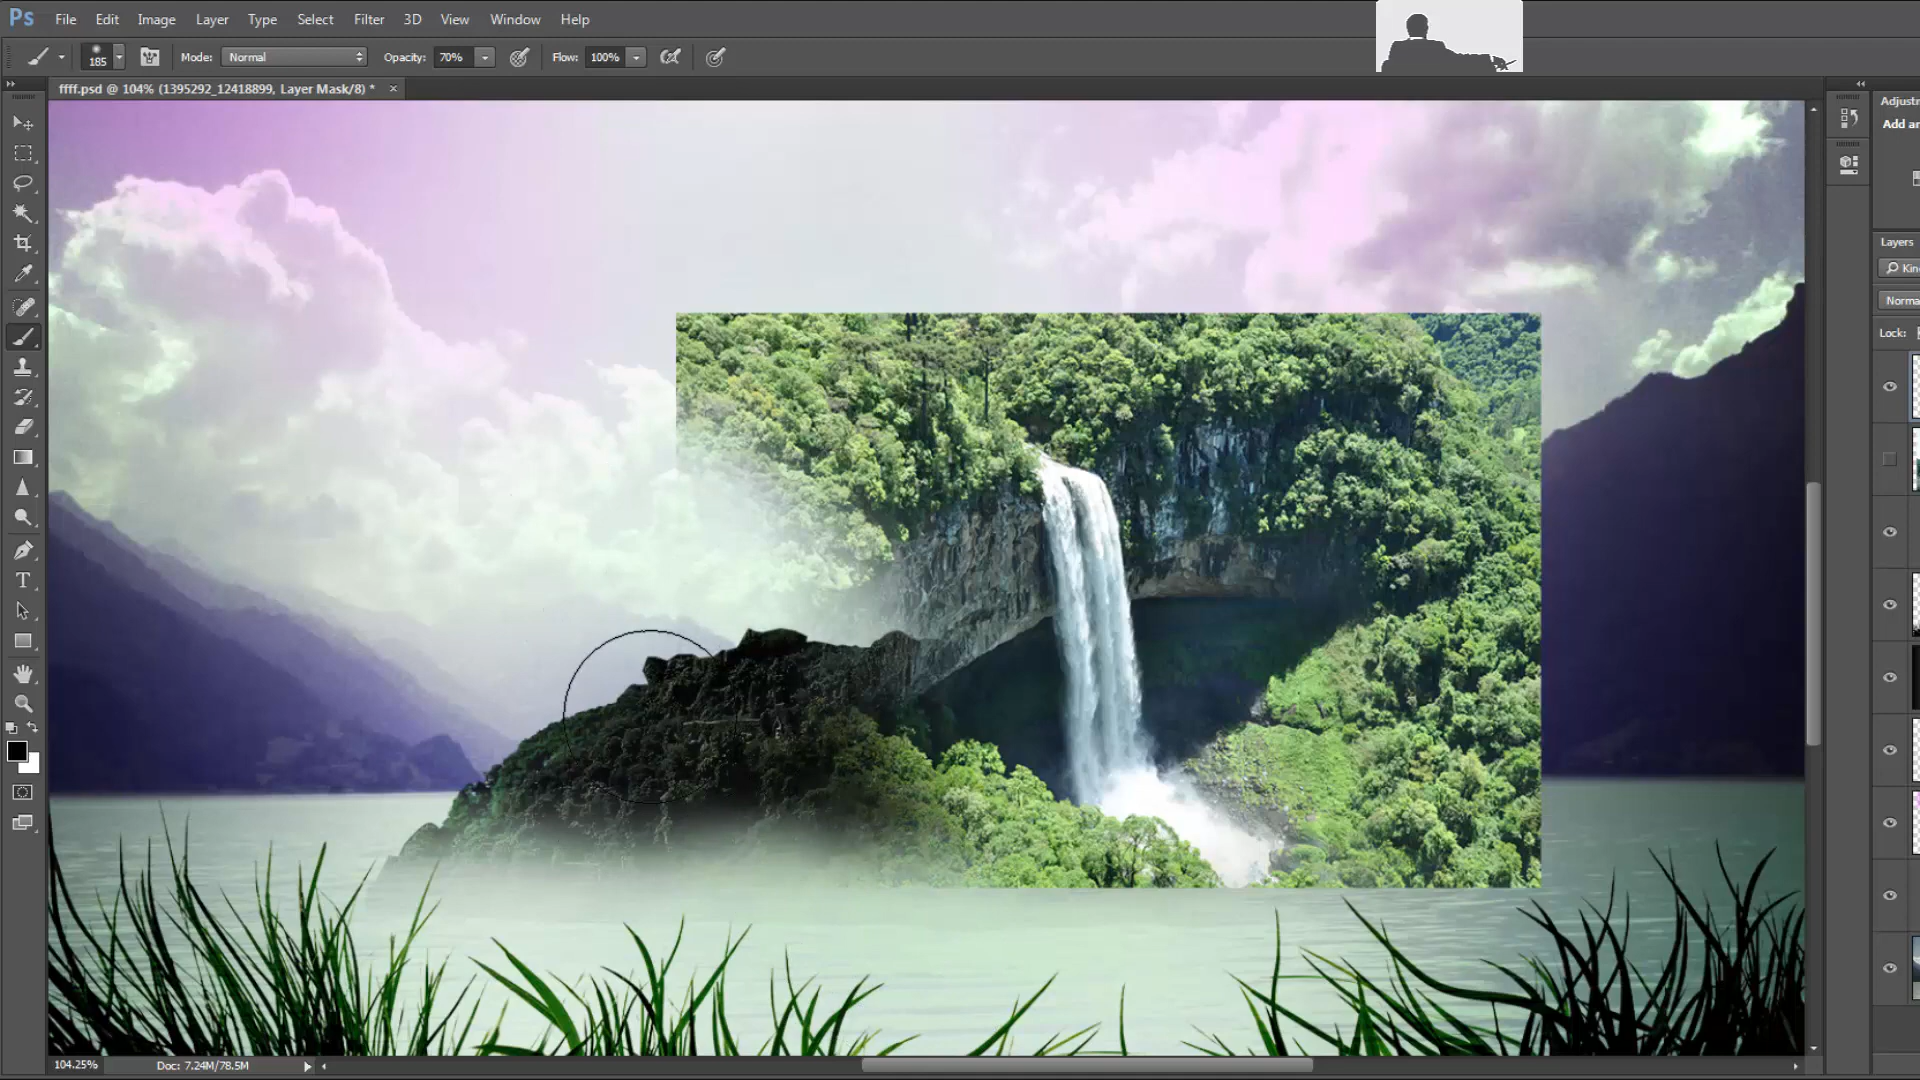 Ps File Edit Image Layer Type Select Filter 3D View Window Help
185 Mode: Normal Opacity: 70% Flow: 100%
ffff.psd @ 104% (1395292_12418899, Layer Mask/8) * ×
Adjustm
Add an
Layers
Kin
Norma
Lock:
T
104.25% Doc: 7.24M/78.5M